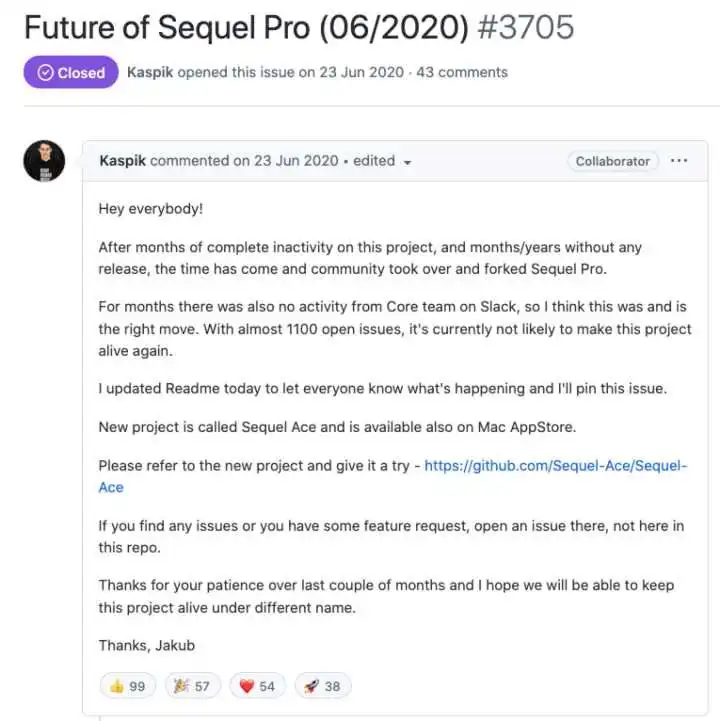 Future of Sequel Pro (06/2020) #3705
Closed Kaspik opened this issue on 23 Jun 2020 · 43 comments
Kaspik commented on 23 Jun 2020 • edited Collaborator ...
Hey everybody!
After months of complete inactivity on this project, and months/years without any
release, the time has come and community took over and forked Sequel Pro.
For months there was also no activity from Core team on Slack, so I think this was and is
the right move. With almost 1100 open issues, it's currently not likely to make this project
alive again.
I updated Readme today to let everyone know what's happening and I'll pin this issue.
New project is called Sequel Ace and is available also on Mac AppStore.
Please refer to the new project and give it a try - https://github.com/Sequel-Ace/Sequel-
Ace
If you find any issues or you have some feature request, open an issue there, not here in
this repo.
Thanks for your patience over last couple of months and I hope we will be able to keep
this project alive under different name.
Thanks, Jakub
👍 99 🎉 57 ❤️ 54 🚀 38